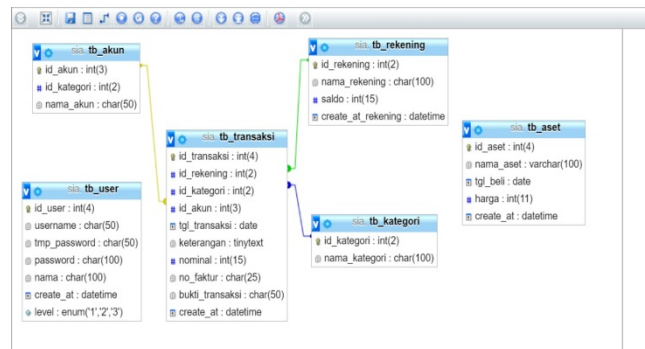 sia tb_akun
id_akun : int(3)
id_kategori : int(2)
nama_akun : char(50)
sia tb_rekening
id_rekening : int(2)
nama_rekening : char(100)
saldo : int(15)
create_at_rekening : datetime
sia tb_transaksi
id_transaksi : int(4)
id_rekening : int(2)
id_kategori : int(2)
id_akun : int(3)
tgl_transaksi : date
keterangan : tinytext
nominal : int(15)
no_faktur : char(25)
bukti_transaksi : char(50)
create_at : datetime
sia tb_aset
id_aset : int(4)
nama_aset : varchar(100)
tgl_beli : date
harga : int(11)
create_at : datetime
sia tb_user
id_user : int(4)
username : char(50)
tmp_password : char(50)
password : char(100)
nama : char(100)
create_at : datetime
level : enum('1','2','3')
sia tb_kategori
id_kategori : int(2)
nama_kategori : char(100)